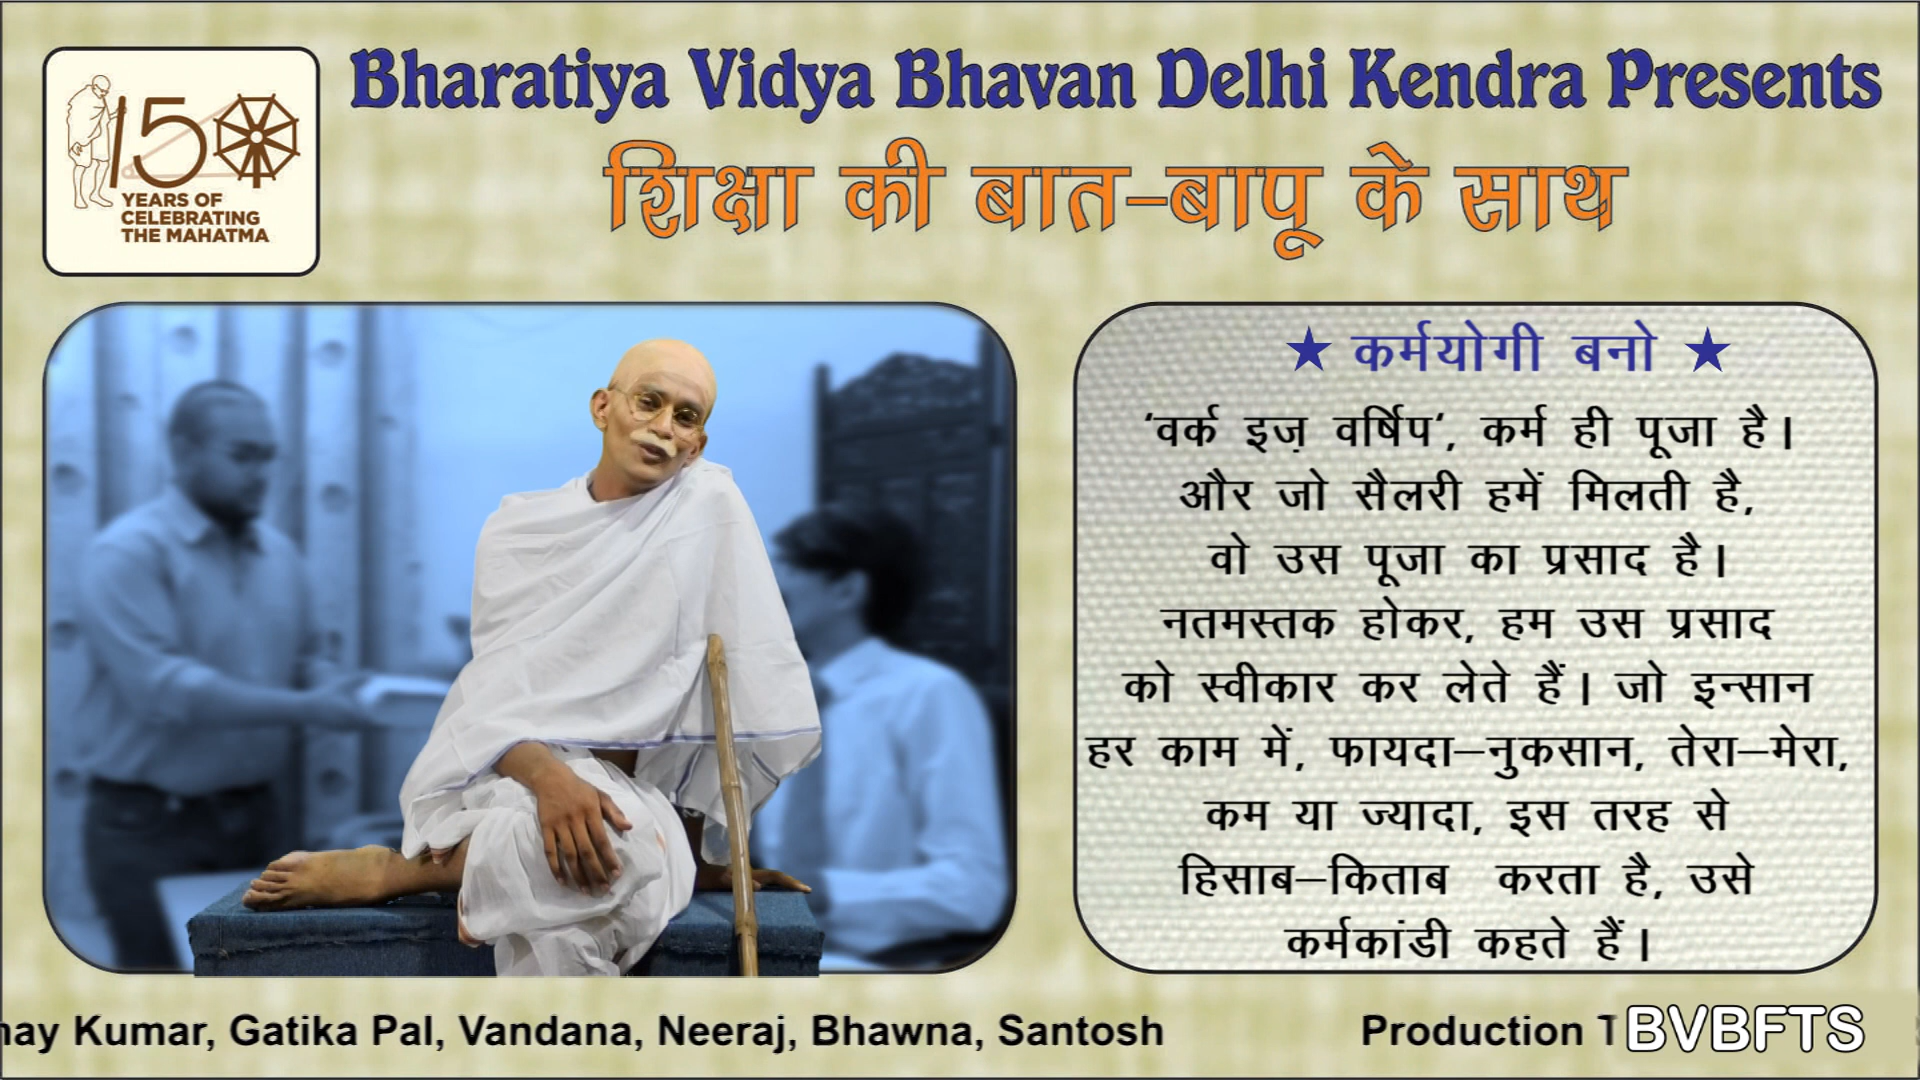 Bharatiya Vidya Bhavan Delhi Kendra Presents
शिक्षा की बात-बापू के साथ
150
YEARS OF
CELEBRATING
THE MAHATMA
★ कर्मयोगी बनो ★
'वर्क इज़ वर्षिप', कर्म ही पूजा है।
और जो सैलरी हमें मिलती है,
वो उस पूजा का प्रसाद है।
नतमस्तक होकर, हम उस प्रसाद
को स्वीकार कर लेते हैं। जो इन्सान
हर काम में, फायदा–नुकसान, तेरा–मेरा,
कम या ज्यादा, इस तरह से
हिसाब–किताब करता है, उसे
कर्मकांडी कहते हैं।
Kumar, Gatika Pal, Vandana, Neeraj, Bhawna, Santosh
Production
BVBFTS